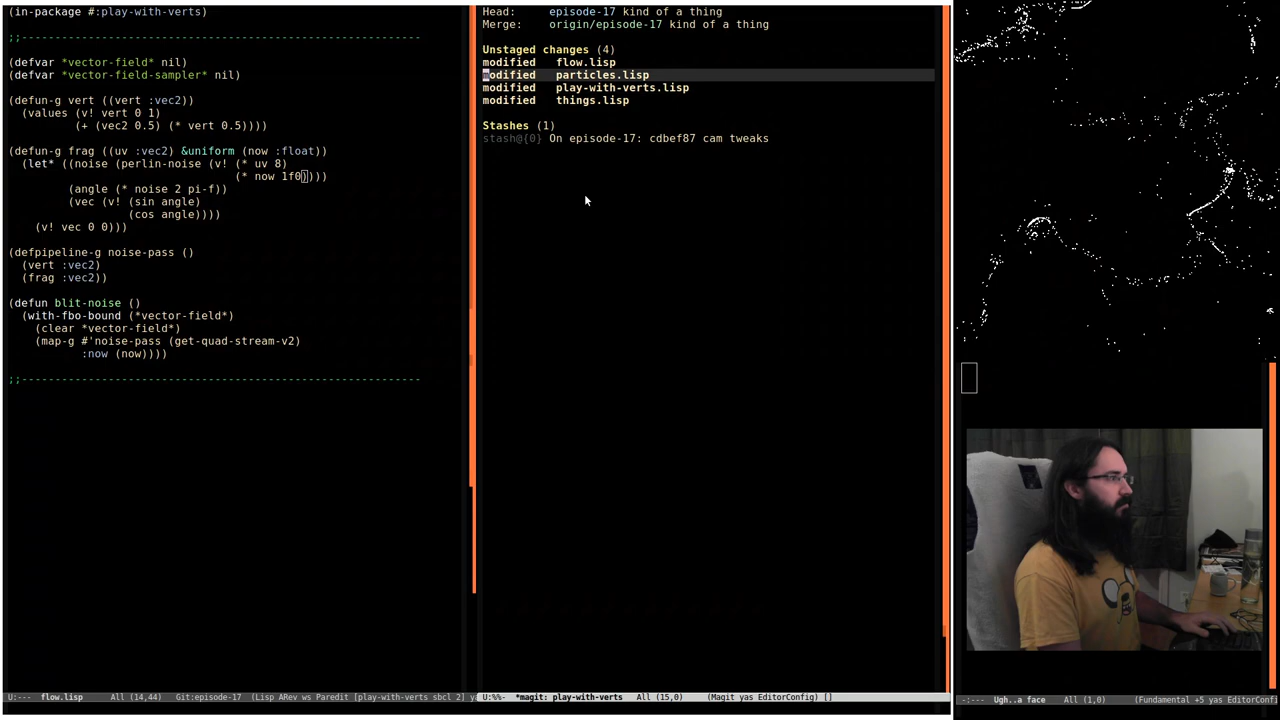 (in-package #:play-with-verts)
;;------------------------------------------------------------
(defvar *vector-field* nil)
(defvar *vector-field-sampler* nil)
(defun-g vert ((vert :vec2))
  (values (v! vert 0 1)
          (+ (vec2 0.5) (* vert 0.5))))
(defun-g frag ((uv :vec2) &uniform (now :float))
  (let* ((noise (perlin-noise (v! (* uv 8)
                                  (* now 1f0))))
         (angle (* noise 2 pi-f))
         (vec (v! (sin angle)
                  (cos angle))))
    (v! vec 0 0)))
(defpipeline-g noise-pass ()
  (vert :vec2)
  (frag :vec2))
(defun blit-noise ()
  (with-fbo-bound (*vector-field*)
    (clear *vector-field*)
    (map-g #'noise-pass (get-quad-stream-v2)
           :now (now))))
;;------------------------------------------------------------
U:--- flow.lisp All (14,44) Git:episode-17 (Lisp ARev ws Paredit [play-with-verts sbcl 2] y
Head: episode-17 kind of a thing
Merge: origin/episode-17 kind of a thing
Unstaged changes (4)
modified flow.lisp
modified particles.lisp
modified play-with-verts.lisp
modified things.lisp
Stashes (1)
stash@{0} On episode-17: cdbef87 cam tweaks
U:%%- *magit: play-with-verts All (15,0) (Magit yas EditorConfig) []
-:--- Ugh..a face All (1,0) (Fundamental +5 yas EditorConfi